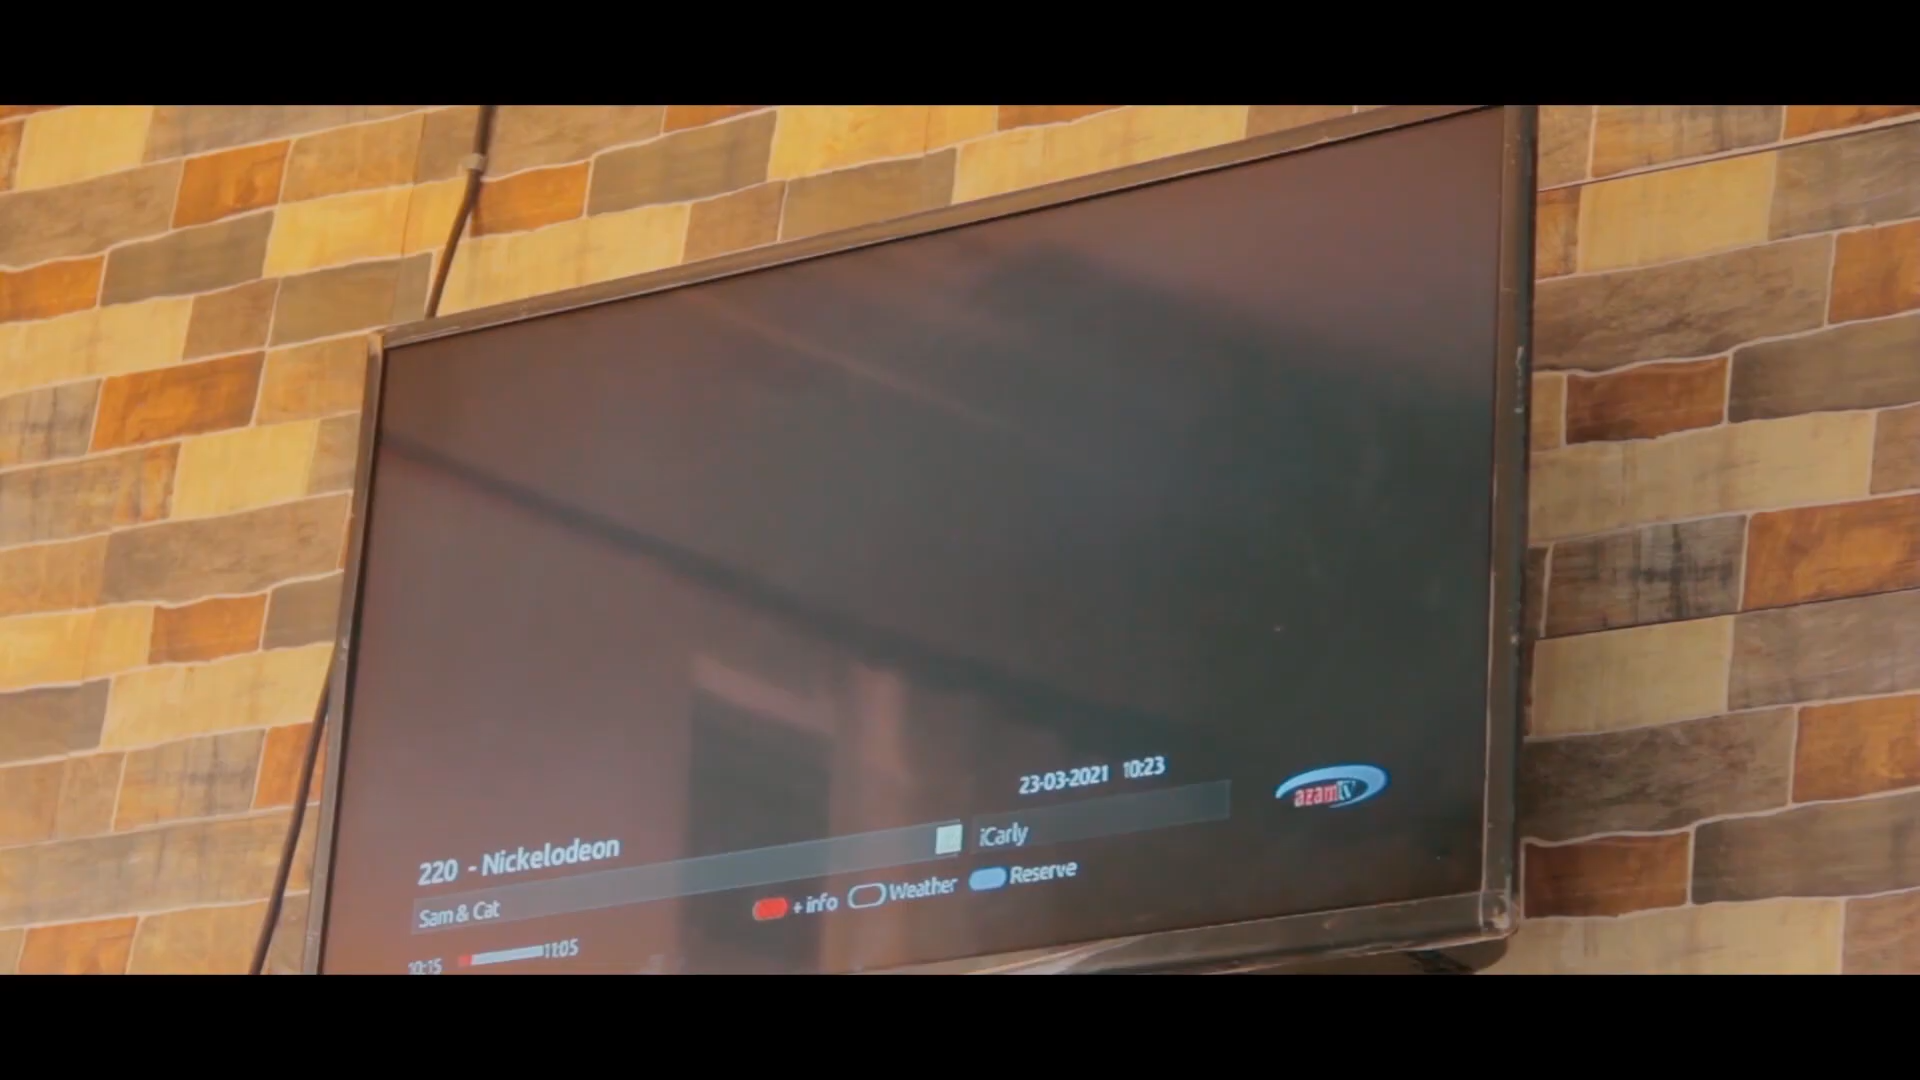 23-03-2021 10:23
azamtv
220 - Nickelodeon
Sam & Cat
iCarly
+ info
Weather
Reserve
10:15
11:05